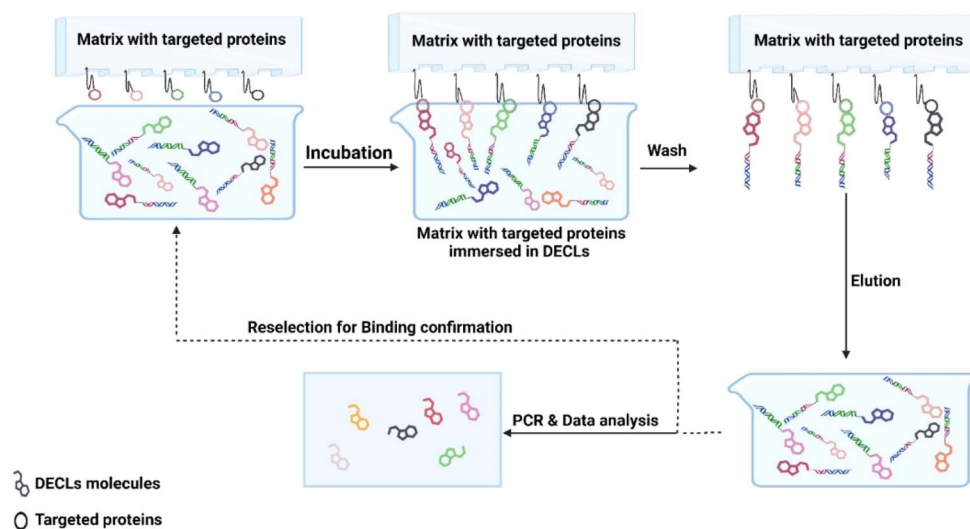 Matrix with targeted proteins
Matrix with targeted proteins
Matrix with targeted proteins
Incubation
Wash
Matrix with targeted proteins
immersed in DECLs
Elution
Reselection for Binding confirmation
PCR & Data analysis
DECLs molecules
Targeted proteins